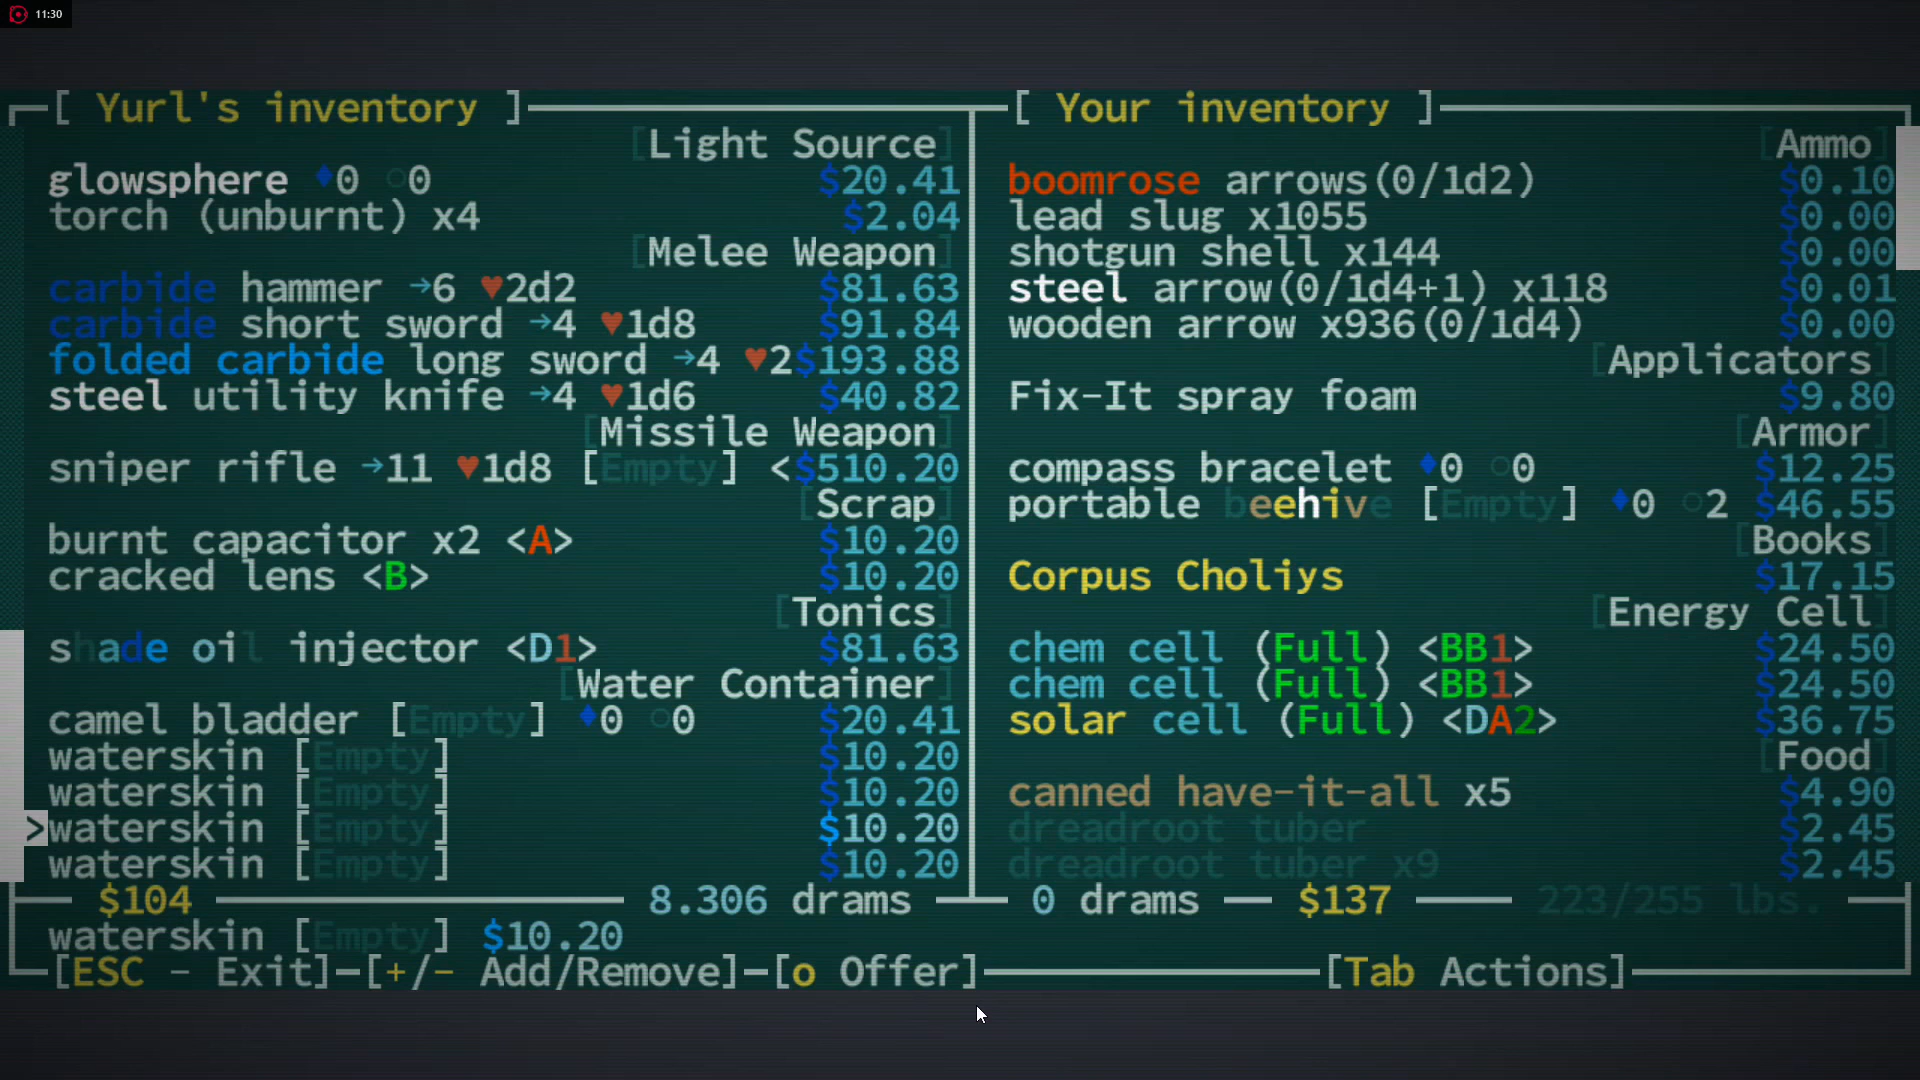 11:30
[ Yurl's inventory ]
[Light Source]
glowsphere ♦0 ○0 $20.41
torch (unburnt) x4 $2.04
[Melee Weapon]
carbide hammer →6 ♥2d2 $81.63
carbide short sword →4 ♥1d8 $91.84
folded carbide long sword →4 ♥2$193.88
steel utility knife →4 ♥1d6 $40.82
[Missile Weapon]
sniper rifle →11 ♥1d8 [Empty] <$510.20
[Scrap]
burnt capacitor x2 <A> $10.20
cracked lens <B> $10.20
[Tonics]
shade oil injector <D1> $81.63
[Water Container]
camel bladder [Empty] ♦0 ○0 $20.41
waterskin [Empty] $10.20
waterskin [Empty] $10.20
>waterskin [Empty] $10.20
waterskin [Empty] $10.20
$104 8.306 drams
[ Your inventory ]
[Ammo]
boomrose arrows(0/1d2) $0.10
lead slug x1055 $0.00
shotgun shell x144 $0.00
steel arrow(0/1d4+1) x118 $0.01
wooden arrow x936(0/1d4) $0.00
[Applicators]
Fix-It spray foam $9.80
[Armor]
compass bracelet ♦0 ○0 $12.25
portable beehive [Empty] ♦0 ○2 $46.55
[Books]
Corpus Choliys $17.15
[Energy Cell]
chem cell (Full) <BB1> $24.50
chem cell (Full) <BB1> $24.50
solar cell (Full) <DA2> $36.75
[Food]
canned have-it-all x5 $4.90
dreadroot tuber $2.45
dreadroot tuber x9 $2.45
0 drams $137 223/255 lbs.
waterskin [Empty] $10.20
[ESC - Exit] [+/- Add/Remove] [o Offer] [Tab Actions]